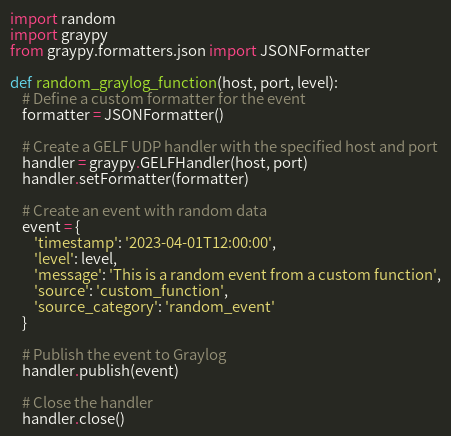 import random
import graypy
from graypy.formatters.json import JSONFormatter

def random_graylog_function(host, port, level):
    # Define a custom formatter for the event
    formatter = JSONFormatter()

    # Create a GELF UDP handler with the specified host and port
    handler = graypy.GELFHandler(host, port)
    handler.setFormatter(formatter)

    # Create an event with random data
    event = {
        'timestamp': '2023-04-01T12:00:00',
        'level': level,
        'message': 'This is a random event from a custom function',
        'source': 'custom_function',
        'source_category': 'random_event'
    }

    # Publish the event to Graylog
    handler.publish(event)

    # Close the handler
    handler.close()